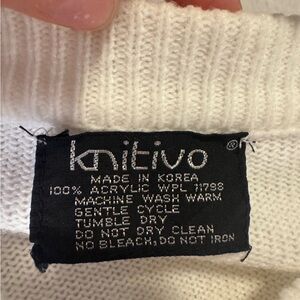 knitivo ®
MADE IN KOREA
100% ACRYLIC WPL 11798
MACHINE WASH WARM
GENTLE CYCLE
TUMBLE DRY
DO NOT DRY CLEAN
NO BLEACH, DO NOT IRON